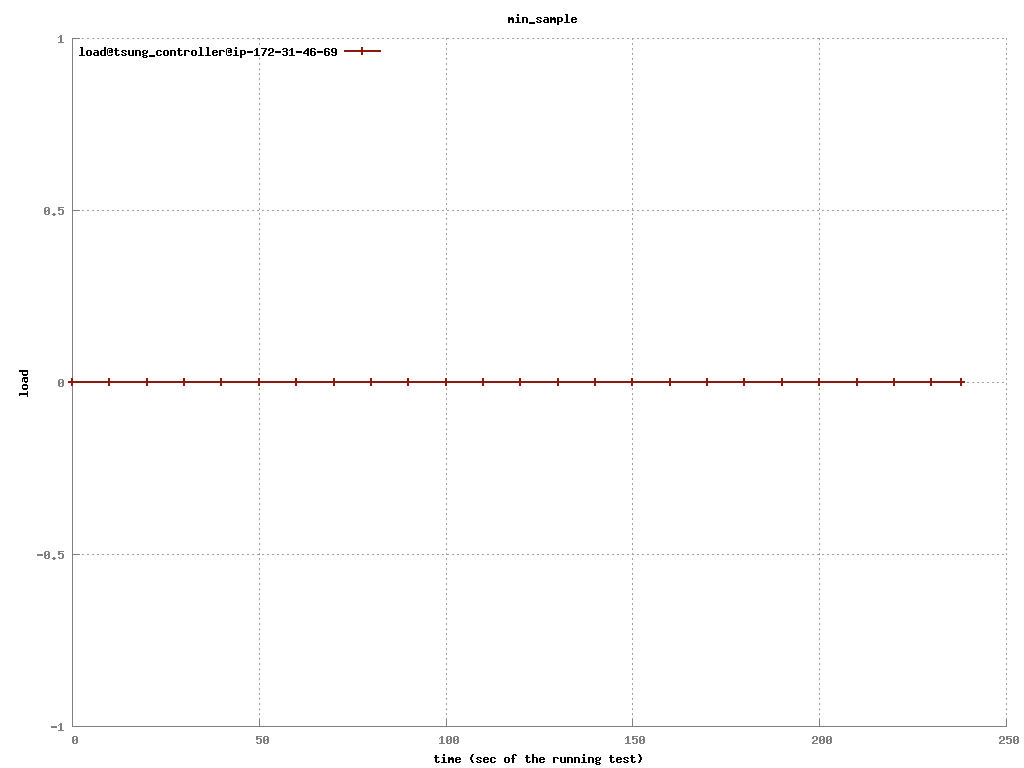 min_sample
1
load@tsung_controller@ip-172-31-46-69
0.5
load
0
-0.5
-1
0 50 100 150 200 250
time (sec of the running test)